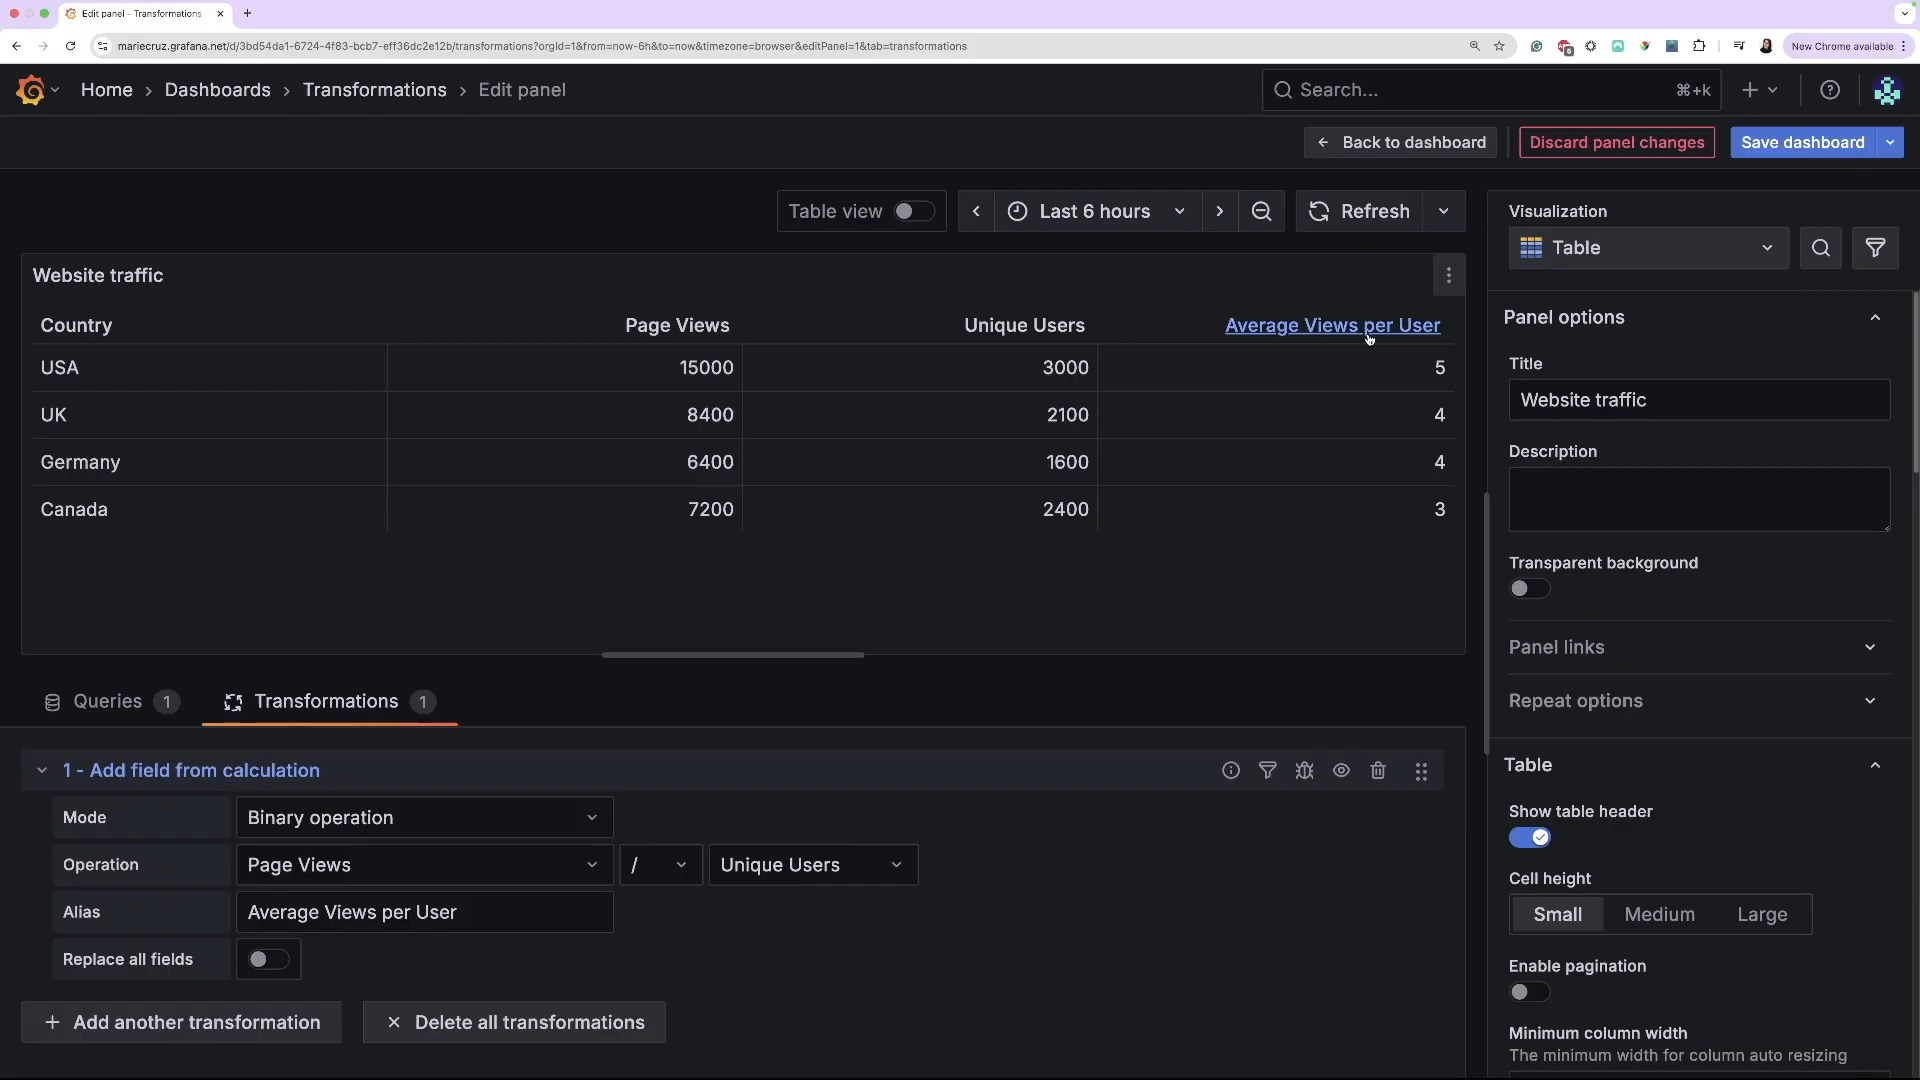 Edit panel - Transformations
New Chrome available
mariecruz.grafana.net/d/3bd54da1-6724-4f83-bcb7-eff36dc2e12b/transformations?orgId=1&from=now-6h&to=now&timezone=browser&editPanel=1&tab=transformations
Home › Dashboards › Transformations › Edit panel
Search... ⌘+k
Back to dashboard
Discard panel changes
Save dashboard
Table view
Last 6 hours
Refresh
Website traffic
Country Page Views Unique Users Average Views per User
USA 15000 3000 5
UK 8400 2100 4
Germany 6400 1600 4
Canada 7200 2400 3
Queries 1
Transformations 1
1 - Add field from calculation
Mode Binary operation
Operation Page Views / Unique Users
Alias Average Views per User
Replace all fields
Add another transformation
Delete all transformations
Visualization
Table
Panel options
Title
Website traffic
Description
Transparent background
Panel links
Repeat options
Table
Show table header
Cell height
Small Medium Large
Enable pagination
Minimum column width
The minimum width for column auto resizing